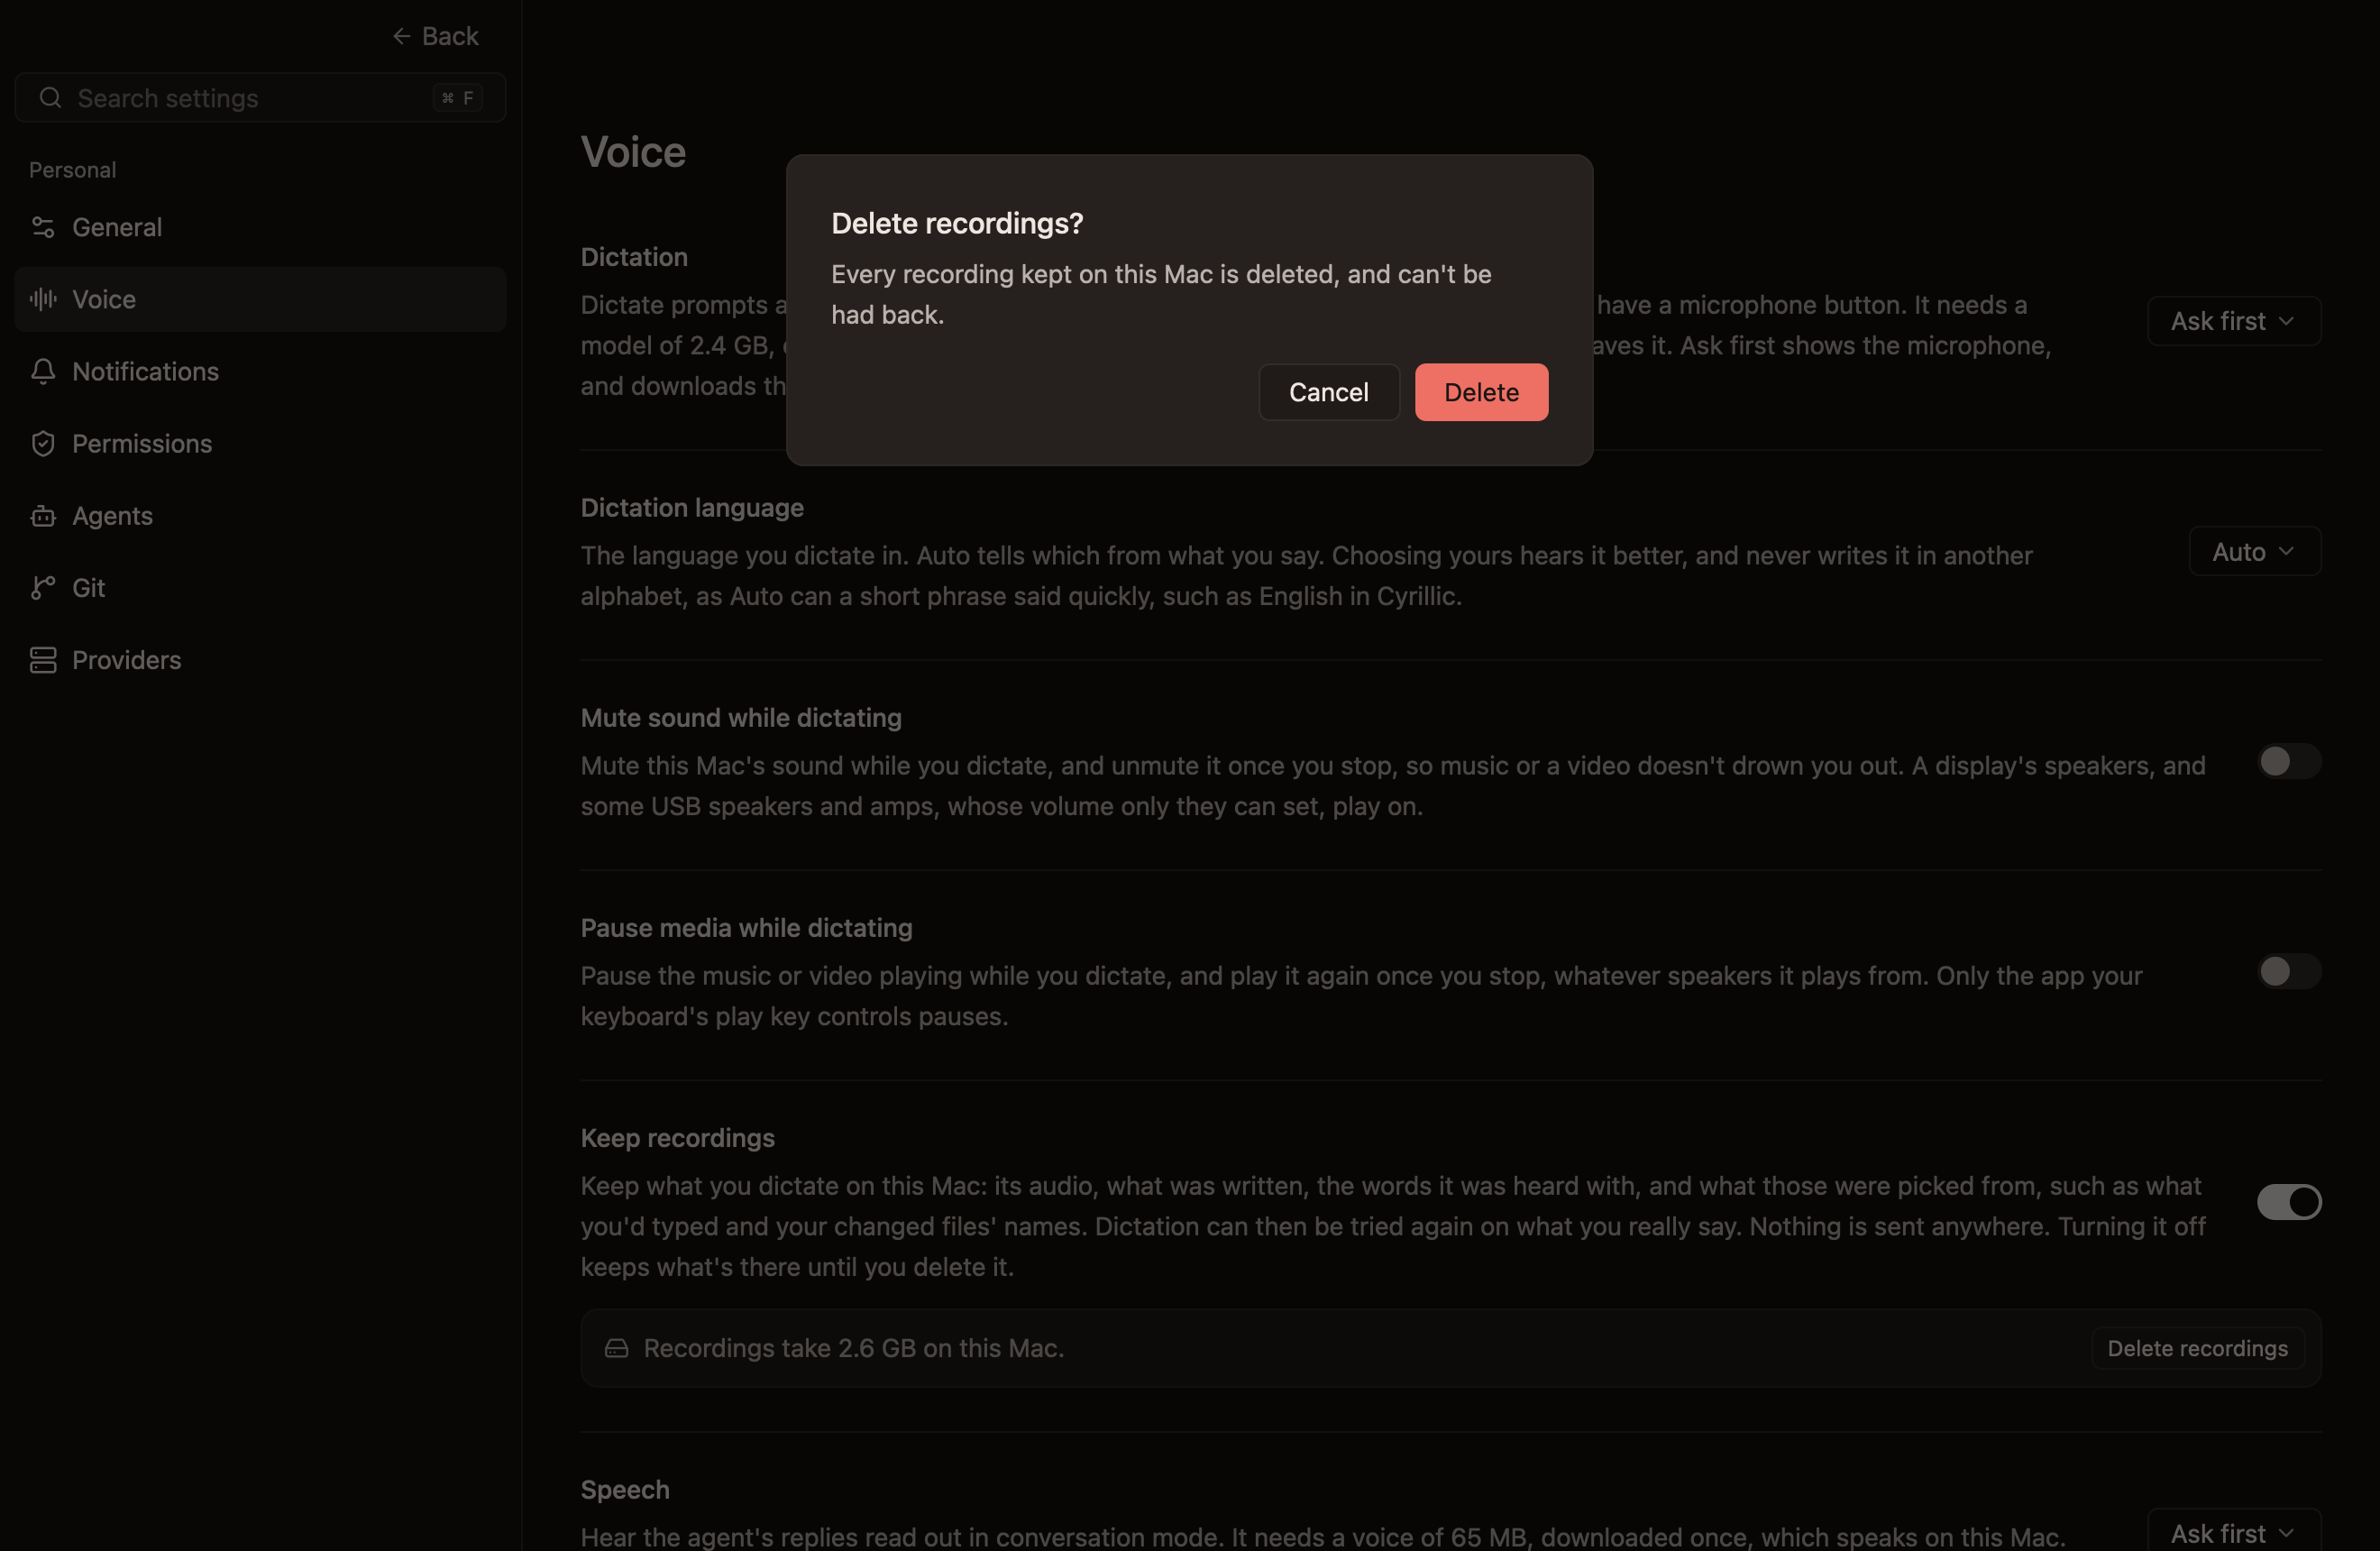 Back
Search settings
⌘ F
Personal
General
Voice
Notifications
Permissions
Agents
Git
Providers
Voice
Delete recordings?
Every recording kept on this Mac is deleted, and can't be
had back.
Cancel
Delete
Dictation
Dictate prompts
have a microphone button. It needs a
model of 2.4 GB,
it. Ask first shows the microphone,
and downloads
Ask first
Dictation language
The language you dictate in. Auto tells which from what you say. Choosing yours hears it better, and never writes it in another
alphabet, as Auto can a short phrase said quickly, such as English in Cyrillic.
Auto
Mute sound while dictating
Mute this Mac's sound while you dictate, and unmute it once you stop, so music or a video doesn't drown you out. A display's speakers, and
some USB speakers and amps, whose volume only they can set, play on.
Pause media while dictating
Pause the music or video playing while you dictate, and play it again once you stop, whatever speakers it plays from. Only the app your
keyboard's play key controls pauses.
Keep recordings
Keep what you dictate on this Mac: its audio, what was written, the words it was heard with, and what those were picked from, such as what
you'd typed and your changed files' names. Dictation can then be tried again on what you really say. Nothing is sent anywhere. Turning it off
keeps what's there until you delete it.
Recordings take 2.6 GB on this Mac.
Delete recordings
Speech
Hear the agent's replies read out in conversation mode. It needs a voice of 65 MB, downloaded once, which speaks on this Mac.
Ask first